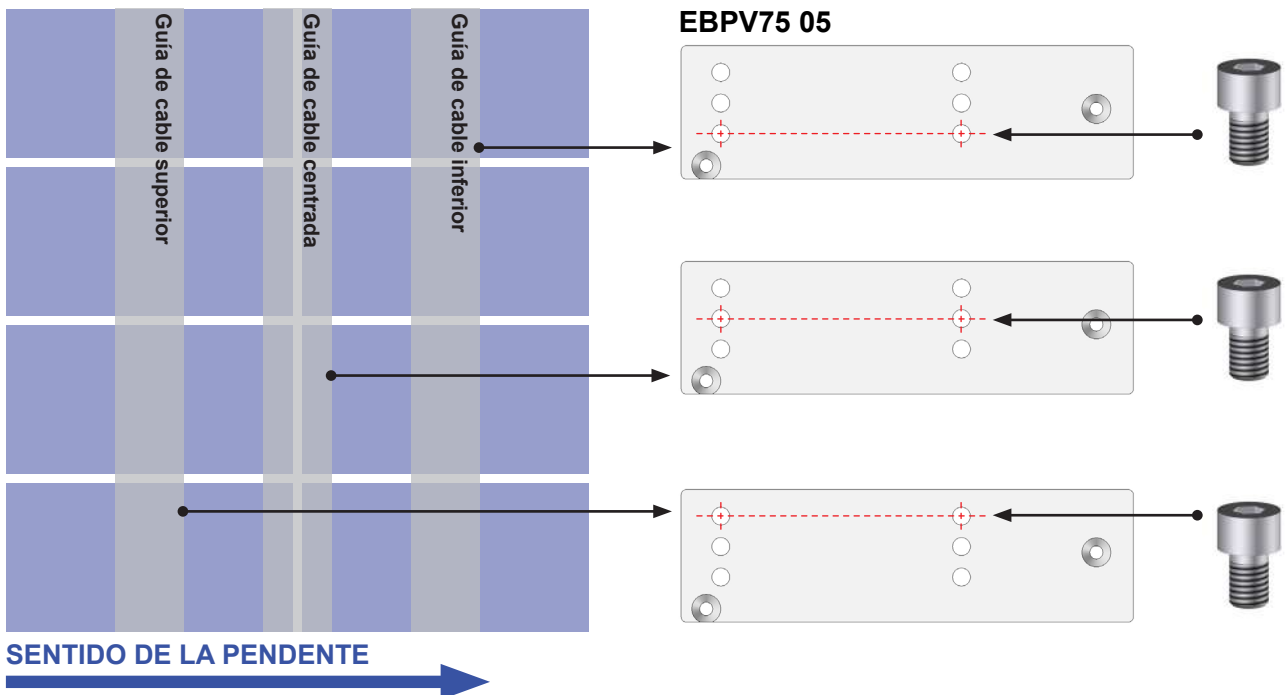 Guía de cable superior
Guía de cable centrada
Guía de cable inferior
EBPV75 05
SENTIDO DE LA PENDENTE